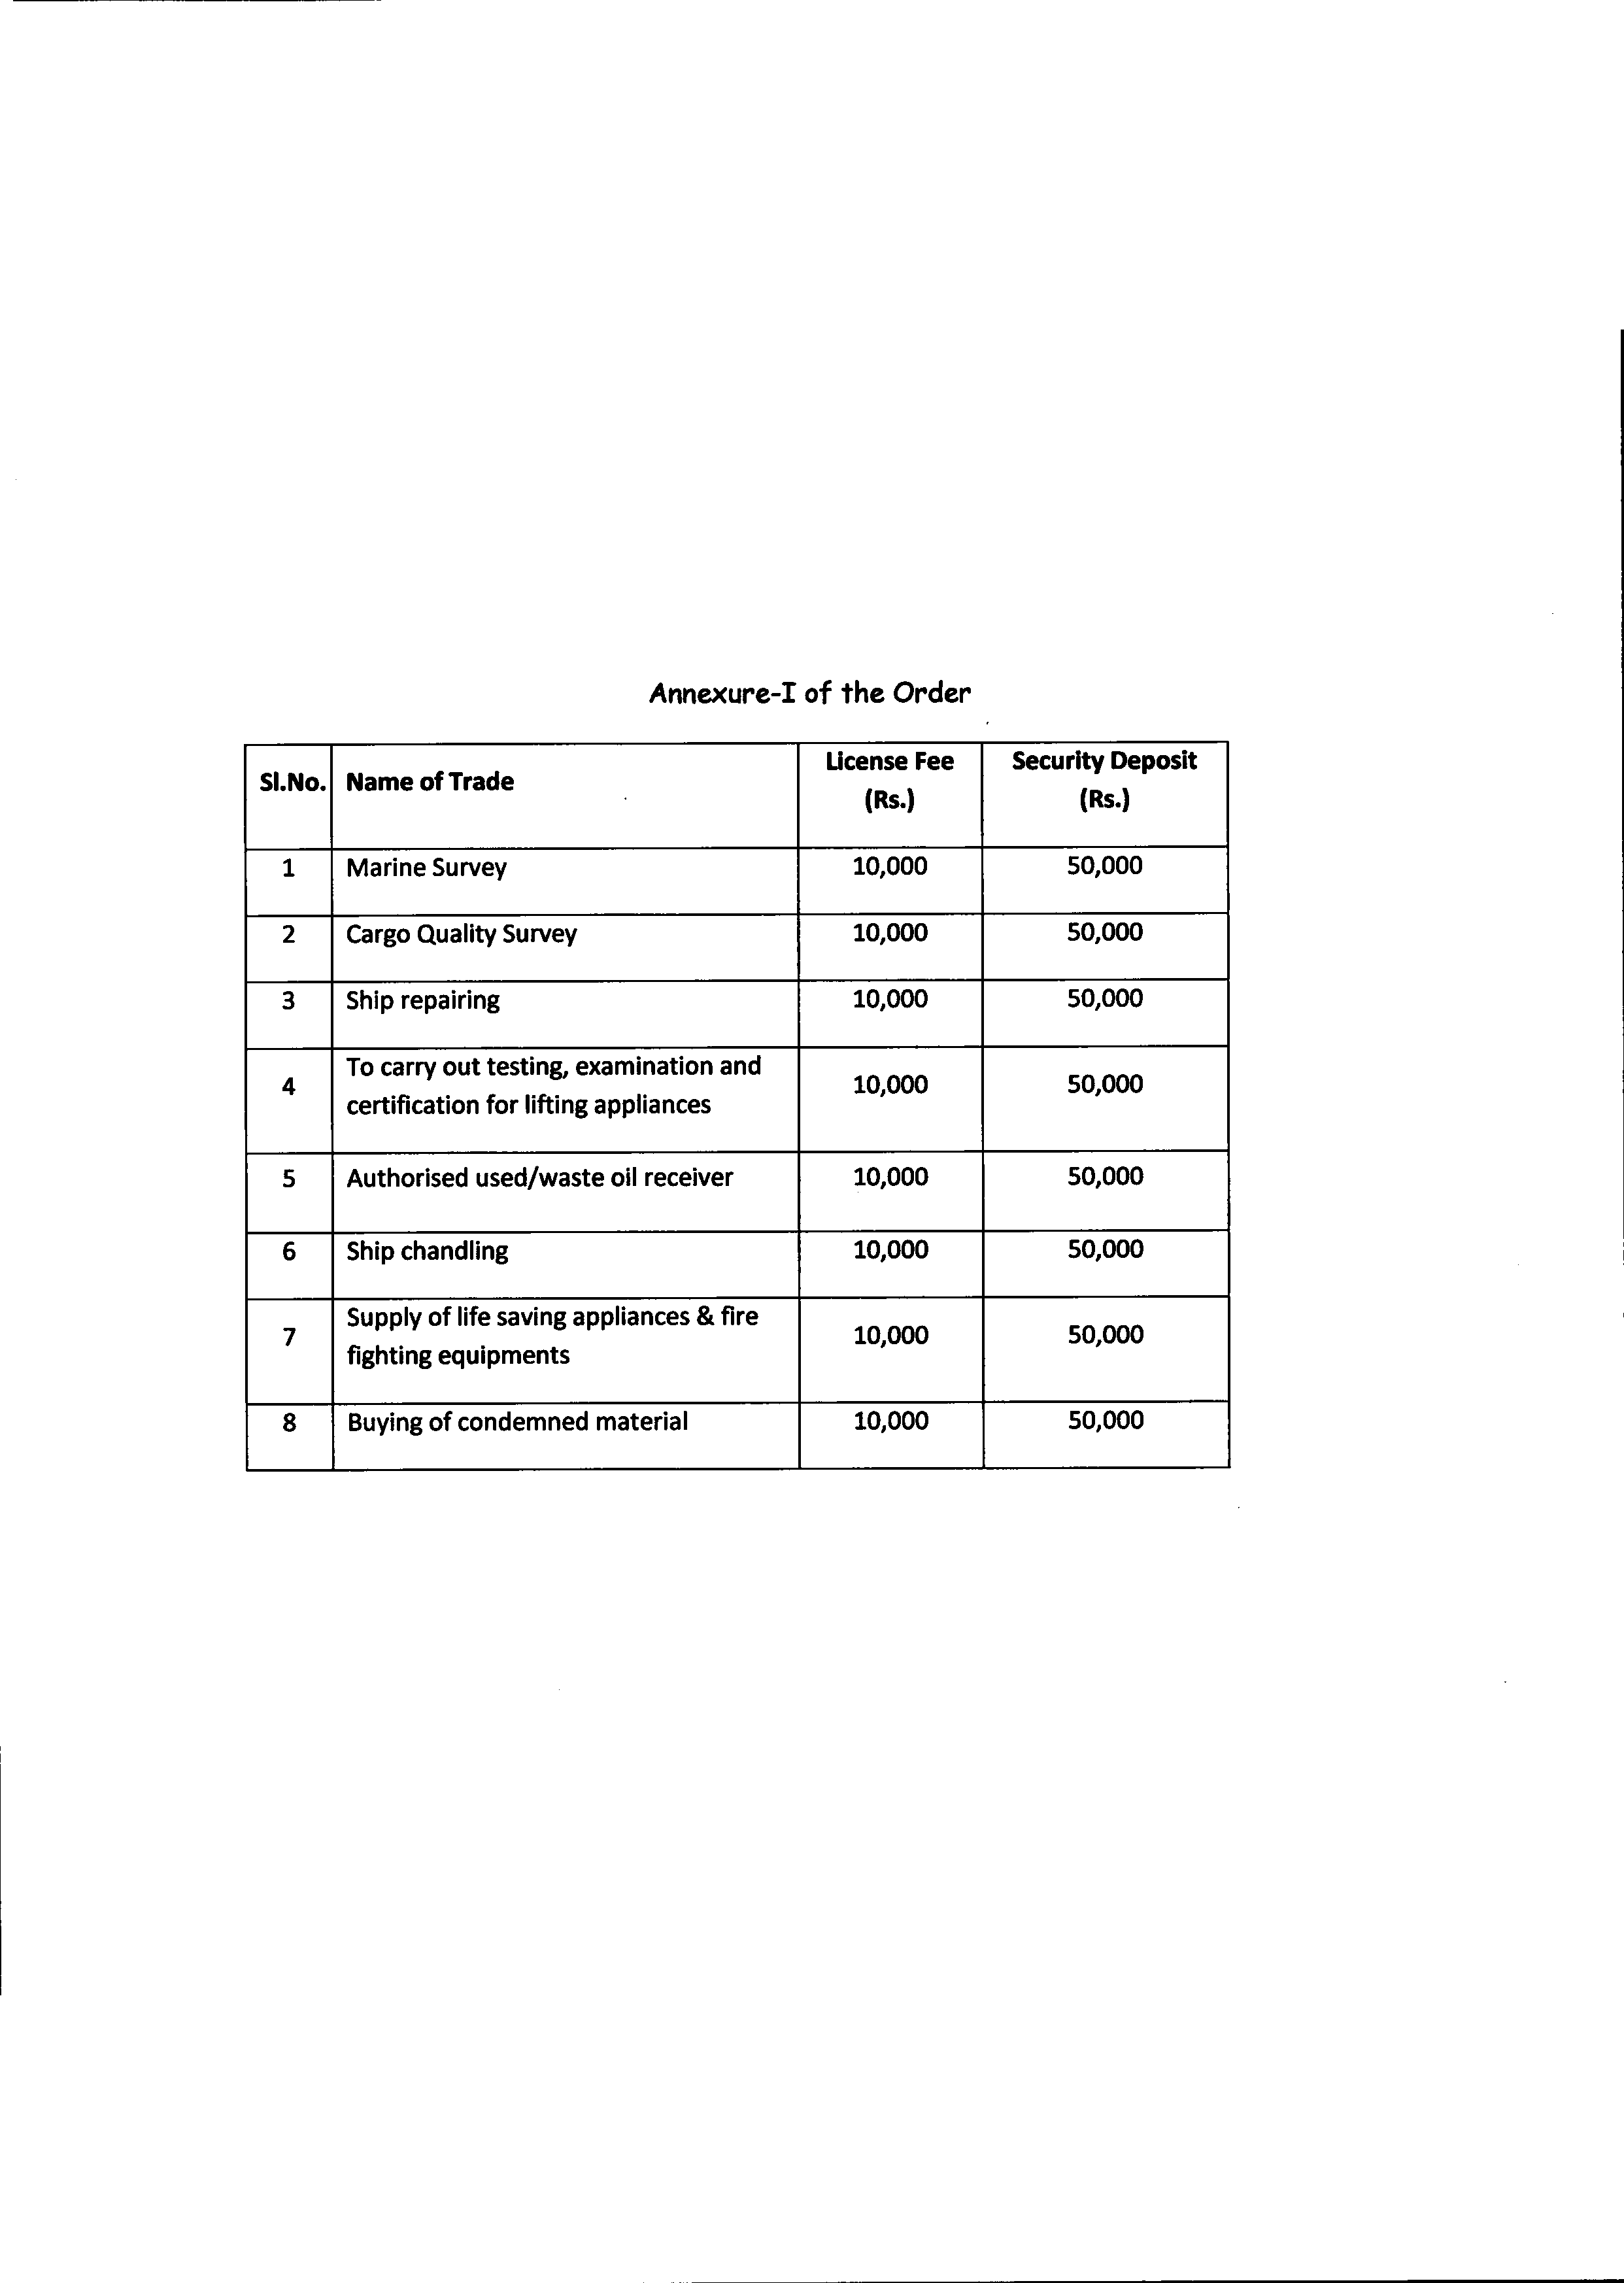 Annexure-I of the Order
Sl.No. Name of Trade License Fee (Rs.) Security Deposit (Rs.)
1 Marine Survey 10,000 50,000
2 Cargo Quality Survey 10,000 50,000
3 Ship repairing 10,000 50,000
4 To carry out testing, examination and
certification for lifting appliances 10,000 50,000
5 Authorised used/waste oil receiver 10,000 50,000
6 Ship chandling 10,000 50,000
7 Supply of life saving appliances & fire
fighting equipments 10,000 50,000
8 Buying of condemned material 10,000 50,000